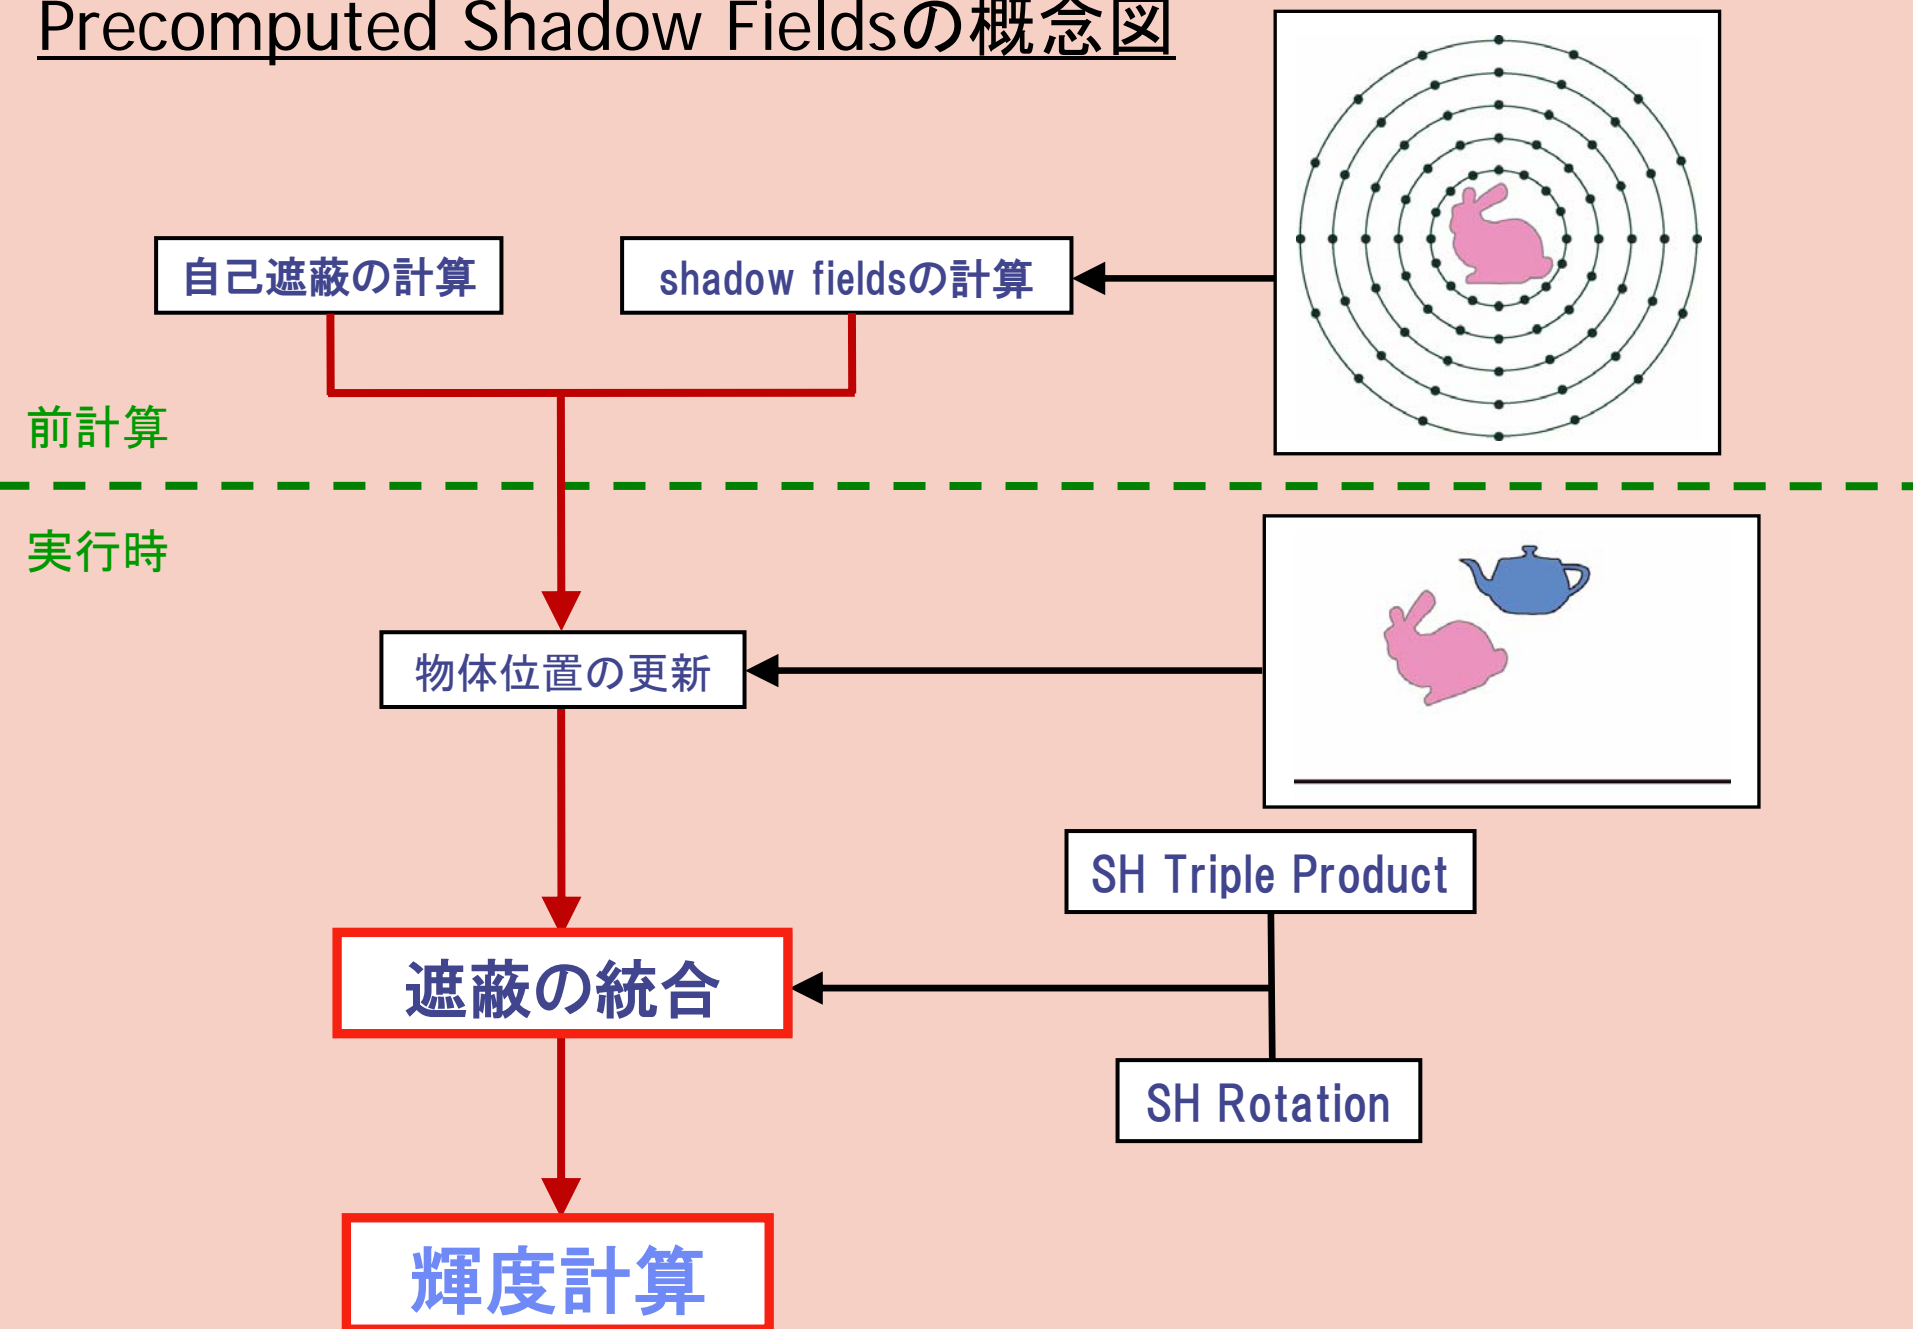 Precomputed Shadow Fieldsの概念図
自己遮蔽の計算
shadow fieldsの計算
前計算
実行時
物体位置の更新
SH Triple Product
遮蔽の統合
SH Rotation
輝度計算